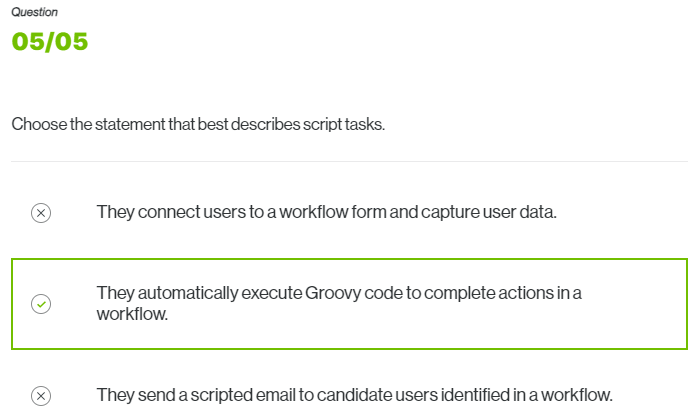 Question
05/05
Choose the statement that best describes script tasks.
They connect users to a workflow form and capture user data.
They automatically execute Groovy code to complete actions in a
workflow.
They send a scripted email to candidate users identified in a workflow.